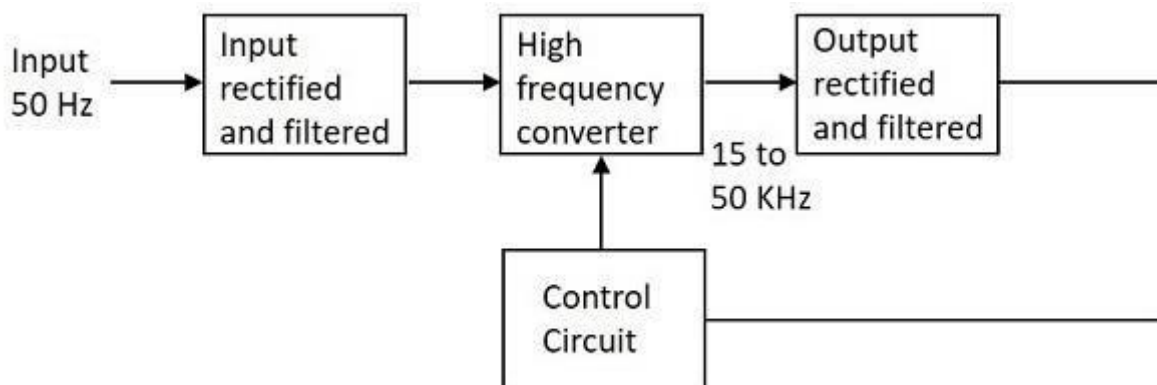 Input
50 Hz
Input
rectified
and filtered
High
frequency
converter
15 to
50 KHz
Output
rectified
and filtered
Control
Circuit